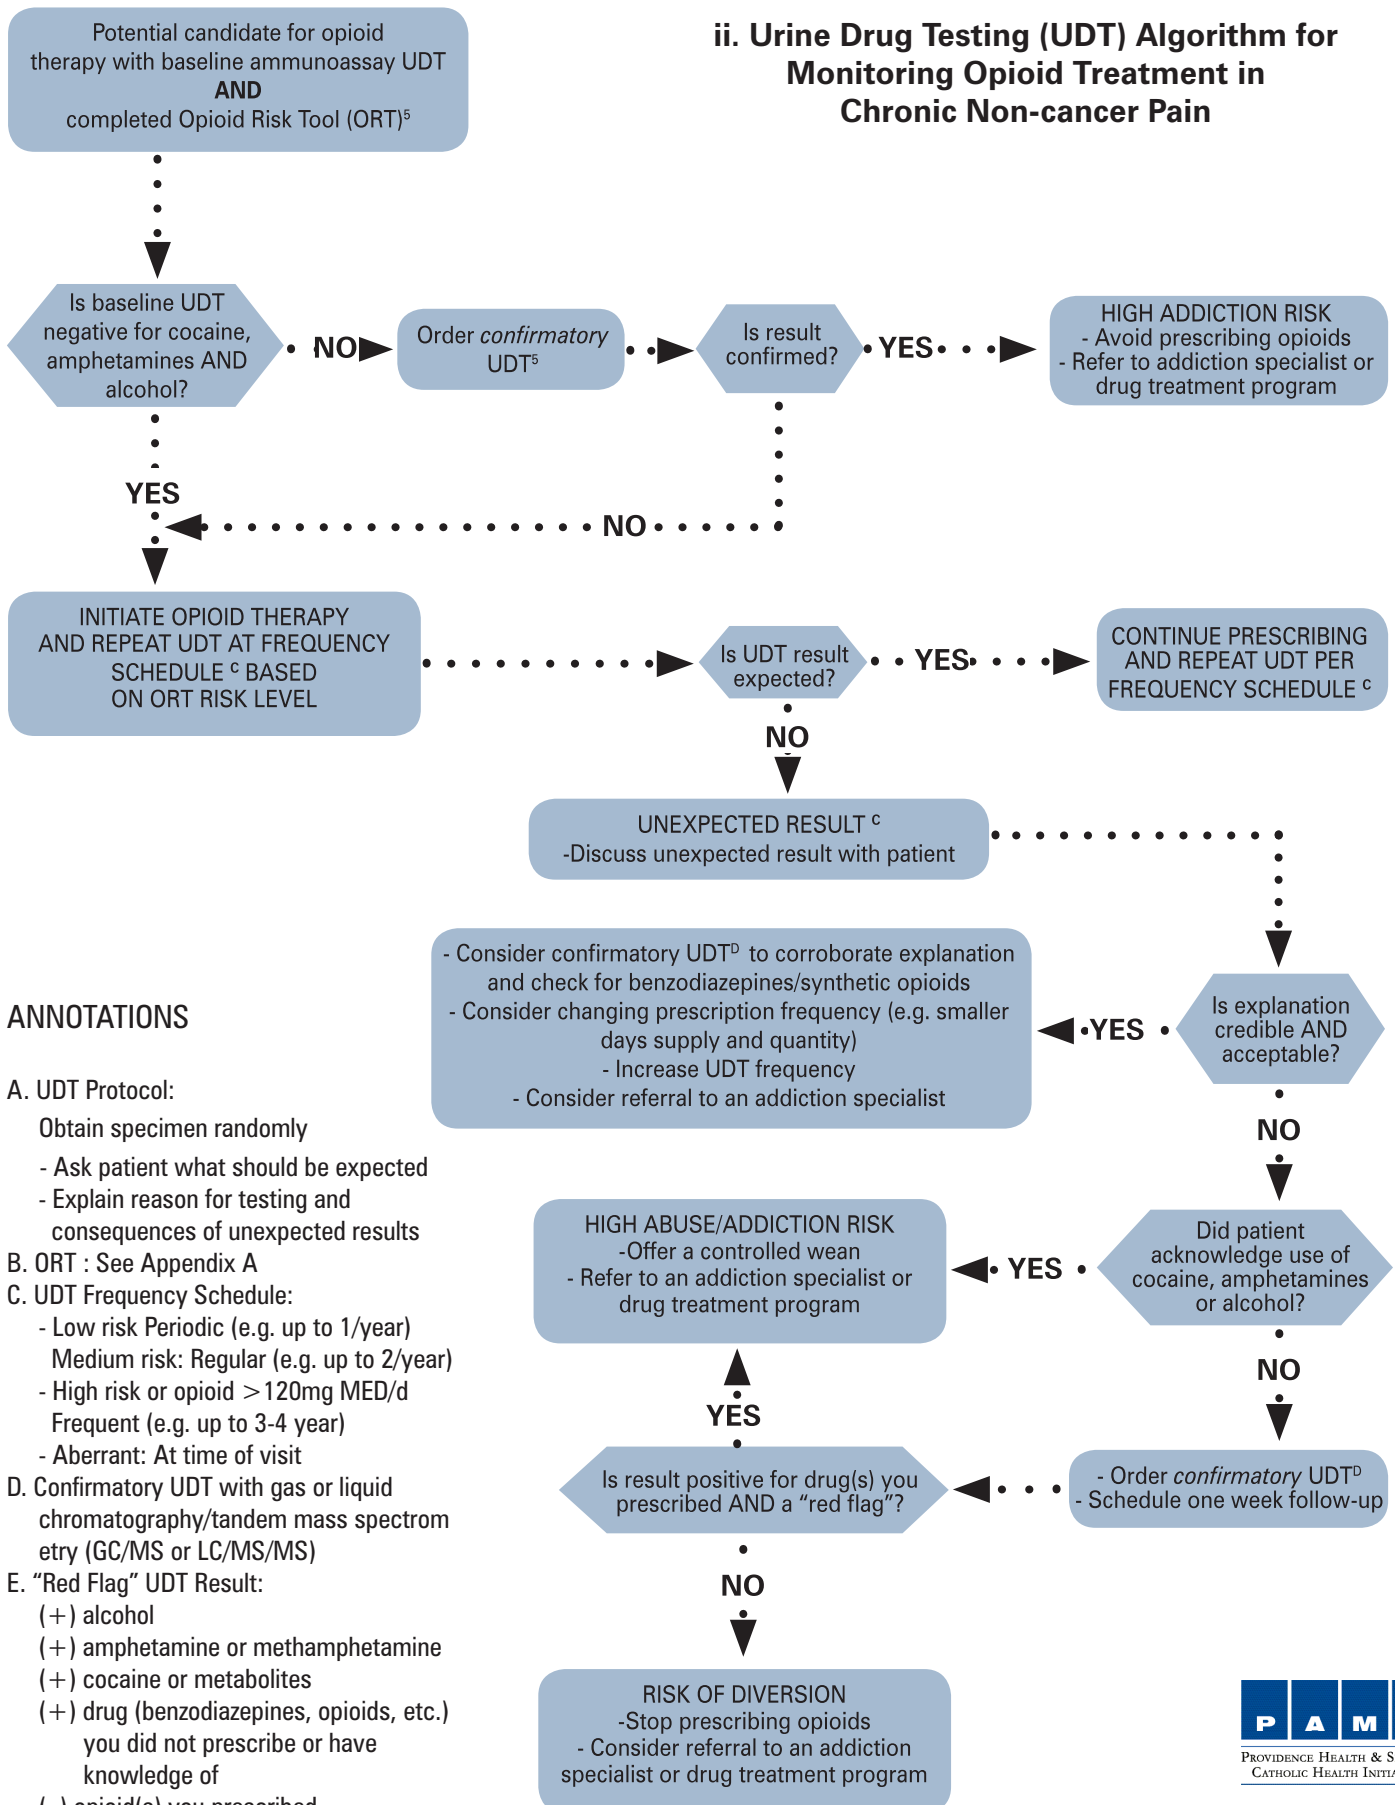 Potential candidate for opioid
therapy with baseline ammunoassay UDT
AND
completed Opioid Risk Tool (ORT)5
ii. Urine Drug Testing (UDT) Algorithm for
Monitoring Opioid Treatment in
Chronic Non-cancer Pain
Is baseline UDT
negative for cocaine,
amphetamines AND
alcohol?
NO
Order confirmatory
UDT5
Is result
confirmed?
YES
HIGH ADDICTION RISK
- Avoid prescribing opioids
- Refer to addiction specialist or
drug treatment program
YES
NO
INITIATE OPIOID THERAPY
AND REPEAT UDT AT FREQUENCY
SCHEDULE C BASED
ON ORT RISK LEVEL
Is UDT result
expected?
YES
CONTINUE PRESCRIBING
AND REPEAT UDT PER
FREQUENCY SCHEDULE C
NO
UNEXPECTED RESULT C
-Discuss unexpected result with patient
- Consider confirmatory UDTD to corroborate explanation
and check for benzodiazepines/synthetic opioids
- Consider changing prescription frequency (e.g. smaller
days supply and quantity)
- Increase UDT frequency
- Consider referral to an addiction specialist
YES
Is explanation
credible AND
acceptable?
NO
HIGH ABUSE/ADDICTION RISK
-Offer a controlled wean
- Refer to an addiction specialist or
drug treatment program
YES
Did patient
acknowledge use of
cocaine, amphetamines
or alcohol?
NO
YES
Is result positive for drug(s) you
prescribed AND a “red flag”?
- Order confirmatory UDTD
- Schedule one week follow-up
NO
RISK OF DIVERSION
-Stop prescribing opioids
- Consider referral to an addiction
specialist or drug treatment program
ANNOTATIONS
A. UDT Protocol:
Obtain specimen randomly
- Ask patient what should be expected
- Explain reason for testing and
consequences of unexpected results
B. ORT : See Appendix A
C. UDT Frequency Schedule:
- Low risk Periodic (e.g. up to 1/year)
Medium risk: Regular (e.g. up to 2/year)
- High risk or opioid >120mg MED/d
Frequent (e.g. up to 3-4 year)
- Aberrant: At time of visit
D. Confirmatory UDT with gas or liquid
chromatography/tandem mass spectrom
etry (GC/MS or LC/MS/MS)
E. “Red Flag” UDT Result:
(+) alcohol
(+) amphetamine or methamphetamine
(+) cocaine or metabolites
(+) drug (benzodiazepines, opioids, etc.)
you did not prescribe or have
knowledge of
(-) opioid(s) you prescribed
P A M
PROVIDENCE HEALTH & S
CATHOLIC HEALTH INITIA